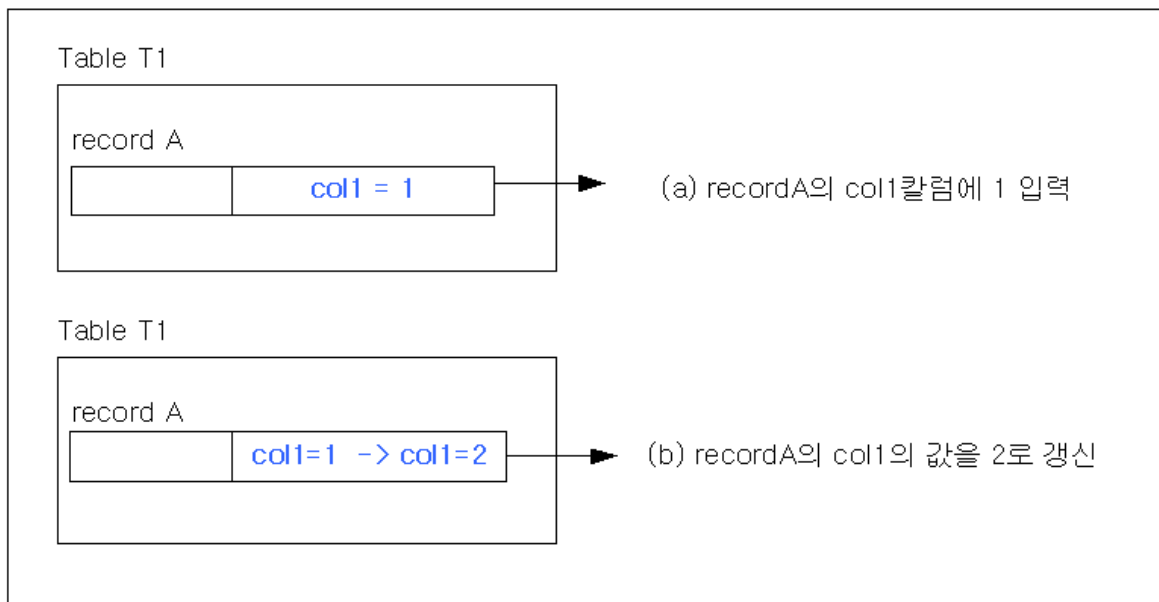 Table T1
record A
col1 = 1
(a) recordA의 col1칼럼에 1 입력
Table T1
record A
col1=1 -> col1=2
(b) recordA의 col1의 값을 2로 갱신